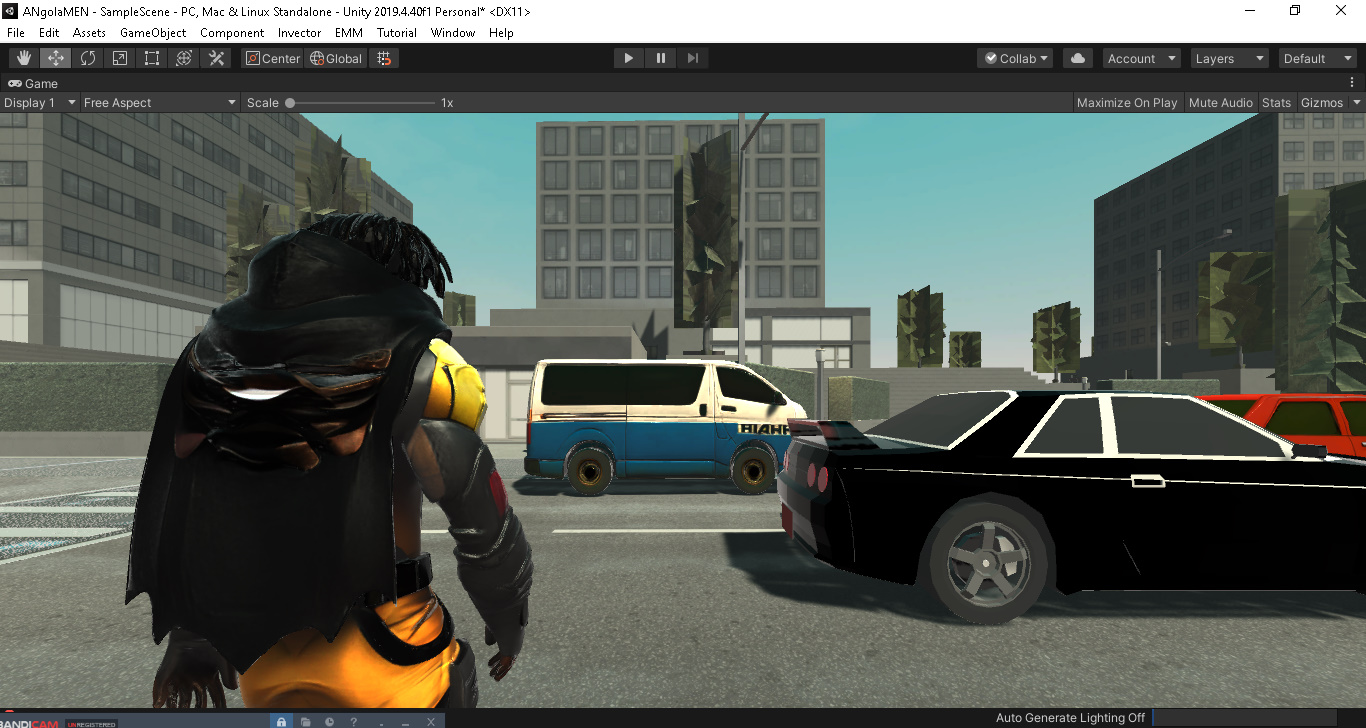 ANgolaMEN - SampleScene - PC, Mac & Linux Standalone - Unity 2019.4.40f1 Personal* <DX11>
File Edit Assets GameObject Component Invector EMM Tutorial Window Help
Center Global Collab Account Layers Default
Game
Display 1 Free Aspect Scale 1x Maximize On Play Mute Audio Stats Gizmos
Auto Generate Lighting Off
BANDICAM UNREGISTERED